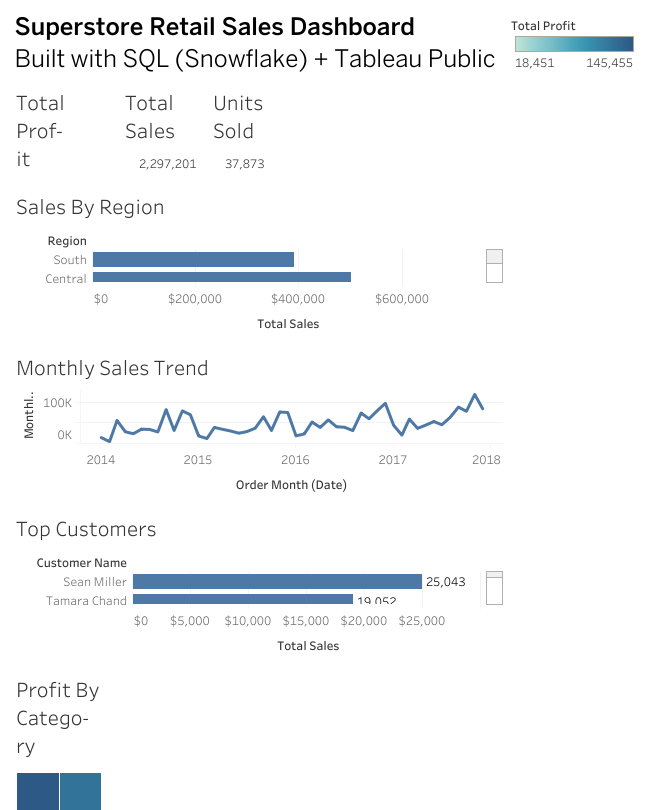 Superstore Retail Sales Dashboard
Built with SQL (Snowflake) + Tableau Public
Total Profit
18,451 145,455
Total
Prof-
it
Total
Sales
2,297,201
Units
Sold
37,873
Sales By Region
Region
South
Central
$0 $200,000 $400,000 $600,000
Total Sales
Monthly Sales Trend
Monthl..
100K
0K
2014 2015 2016 2017 2018
Order Month (Date)
Top Customers
Customer Name
Sean Miller 25,043
Tamara Chand 19,052
$0 $5,000 $10,000 $15,000 $20,000 $25,000
Total Sales
Profit By
Catego-
ry